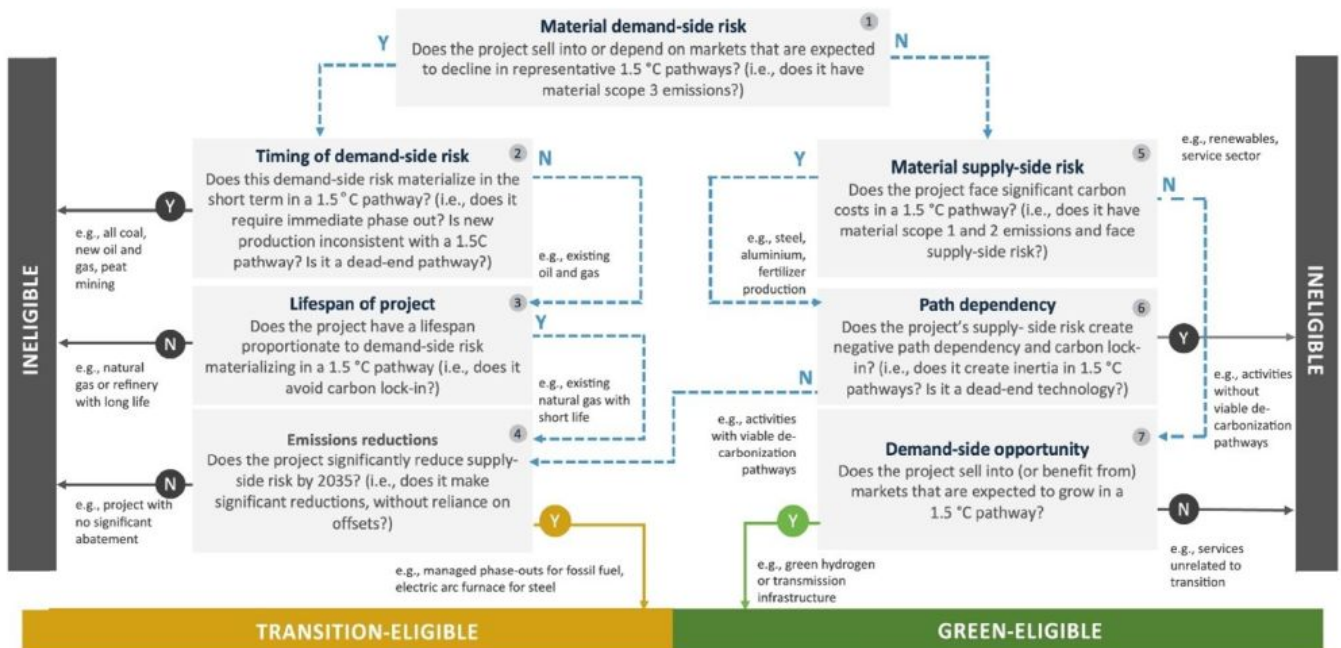 Material demand-side risk
1
Does the project sell into or depend on markets that are expected
to decline in representative 1.5 °C pathways? (i.e., does it have
material scope 3 emissions?)
Y
N
INELIGIBLE
Timing of demand-side risk
2
Does this demand-side risk materialize in the
short term in a 1.5°C pathway? (i.e., does it
require immediate phase out? Is new
production inconsistent with a 1.5C
pathway? Is it a dead-end pathway?)
Y
e.g., all coal,
new oil and
gas, peat
mining
N
e.g., existing
oil and gas
Lifespan of project
3
Does the project have a lifespan
proportionate to demand-side risk
materializing in a 1.5 °C pathway (i.e., does it
avoid carbon lock-in?)
N
e.g., natural
gas or refinery
with long life
Y
e.g., existing
natural gas with
short life
Emissions reductions
4
Does the project significantly reduce supply-
side risk by 2035? (i.e., does it make
significant reductions, without reliance on
offsets?)
N
e.g., project with
no significant
abatement
Y
e.g., managed phase-outs for fossil fuel,
electric arc furnace for steel
Material supply-side risk
5
Does the project face significant carbon
costs in a 1.5 °C pathway? (i.e., does it have
material scope 1 and 2 emissions and face
supply-side risk?)
Y
e.g., steel,
aluminium,
fertilizer
production
e.g., renewables,
service sector
N
Path dependency
6
Does the project's supply- side risk create
negative path dependency and carbon lock-
in? (i.e., does it create inertia in 1.5 °C
pathways? Is it a dead-end technology?)
N
e.g., activities
with viable de-
carbonization
pathways
Y
e.g., activities
without
viable de-
carbonization
pathways
Demand-side opportunity
7
Does the project sell into (or benefit from)
markets that are expected to grow in a
1.5 °C pathway?
Y
e.g., green hydrogen
or transmission
infrastructure
N
e.g., services
unrelated to
transition
INELIGIBLE
TRANSITION-ELIGIBLE
GREEN-ELIGIBLE